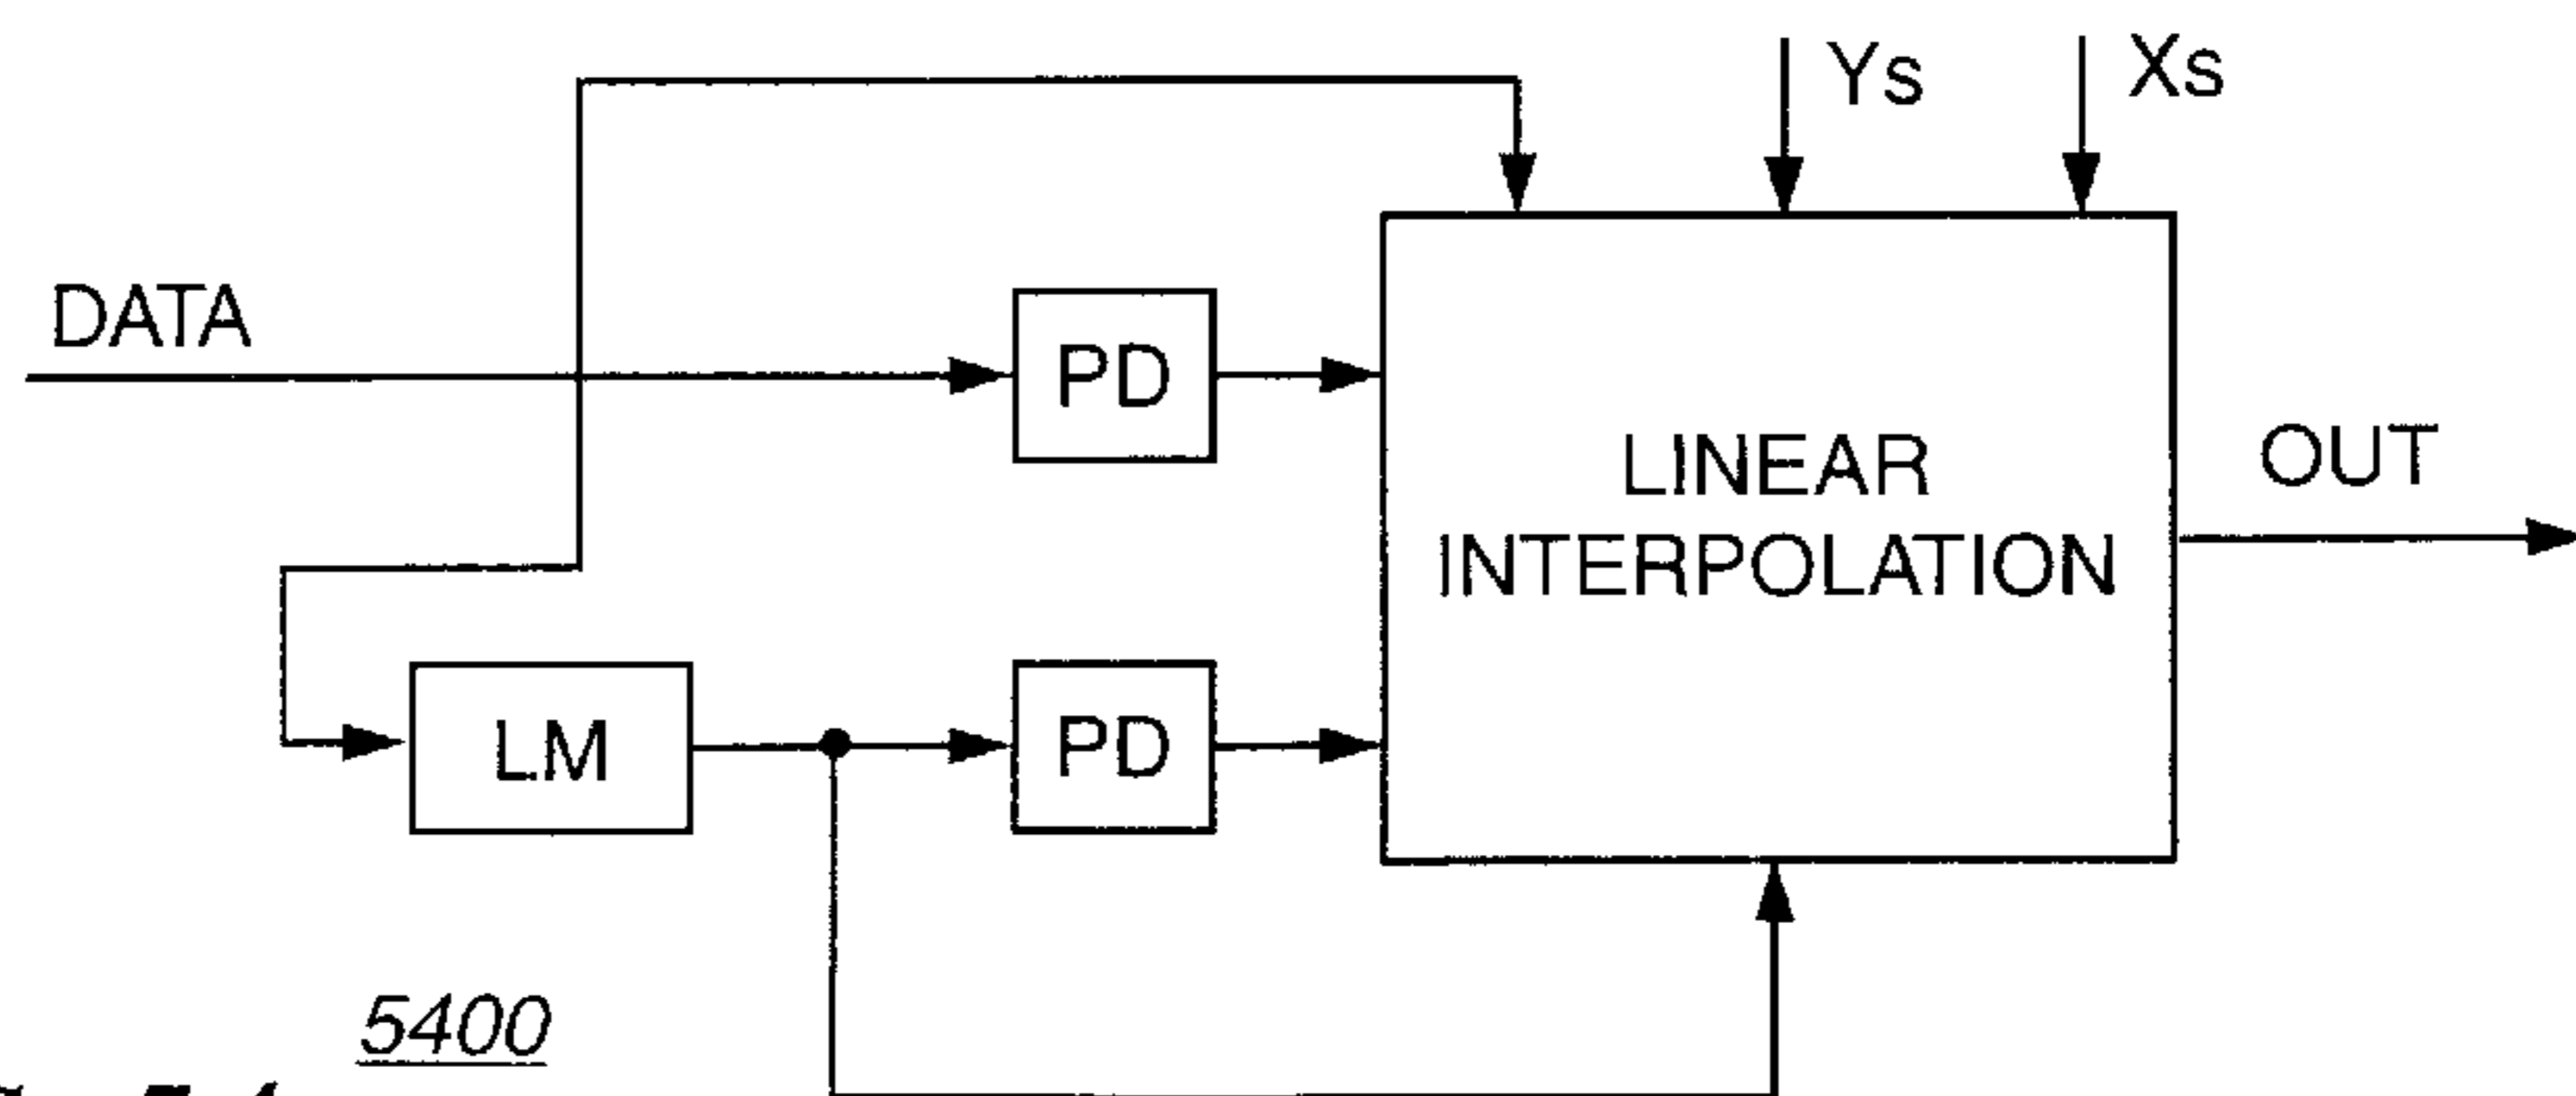 Ys
Xs
DATA
PD
LINEAR
INTERPOLATION
OUT
LM
PD
5400